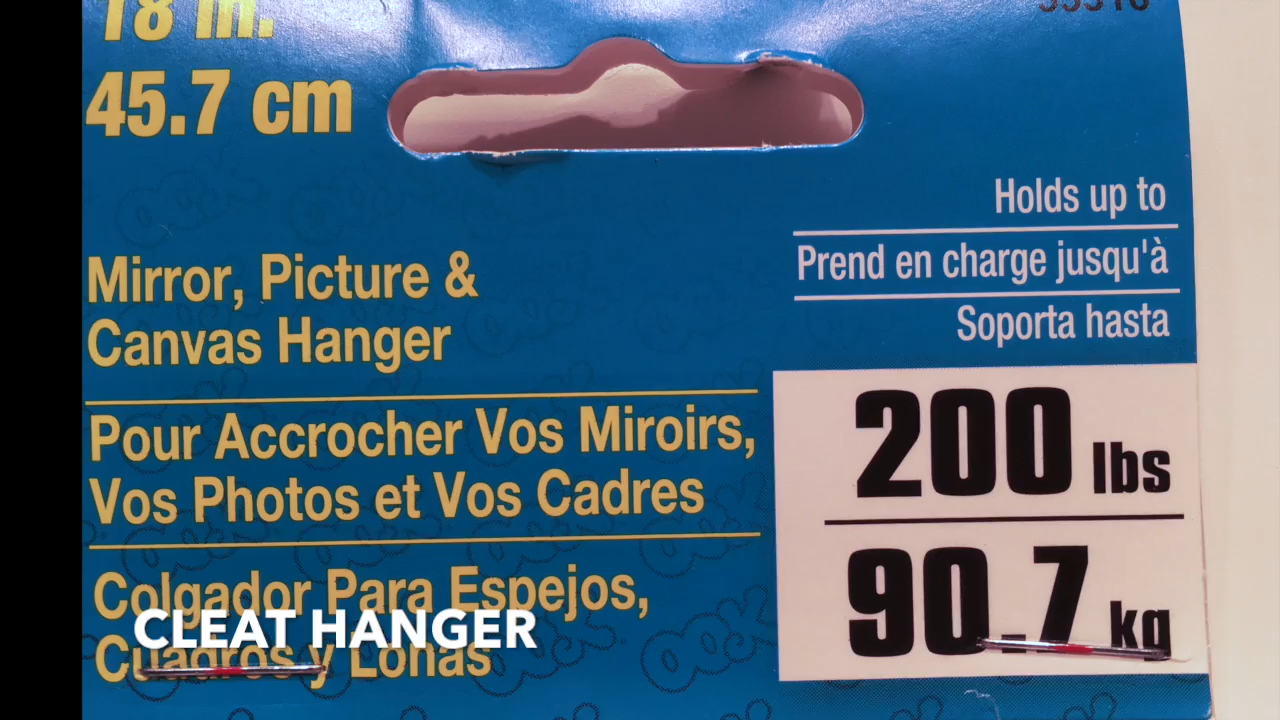 18 in.
45.7 cm
Mirror, Picture &
Canvas Hanger
Pour Accrocher Vos Miroirs,
Vos Photos et Vos Cadres
Colgador Para Espejos,
Cuadros y Lonas
CLEAT HANGER
Holds up to
Prend en charge jusqu'à
Soporta hasta
200 lbs
90.7 kg
OOK